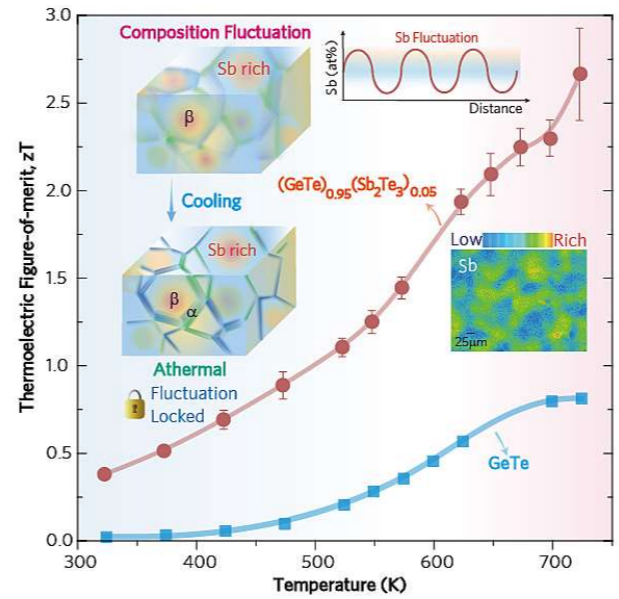 Composition Fluctuation
Sb rich
β
Cooling
Sb rich
β
α
Athermal
Fluctuation
Locked
Sb Fluctuation
Sb (at%)
Distance
(GeTe)0.95(Sb2Te3)0.05
Low
Rich
Sb
25μm
GeTe
Thermoelectric Figure-of-merit, zT
3.0
2.5
2.0
1.5
1.0
0.5
0.0
300
400
500
600
700
Temperature (K)